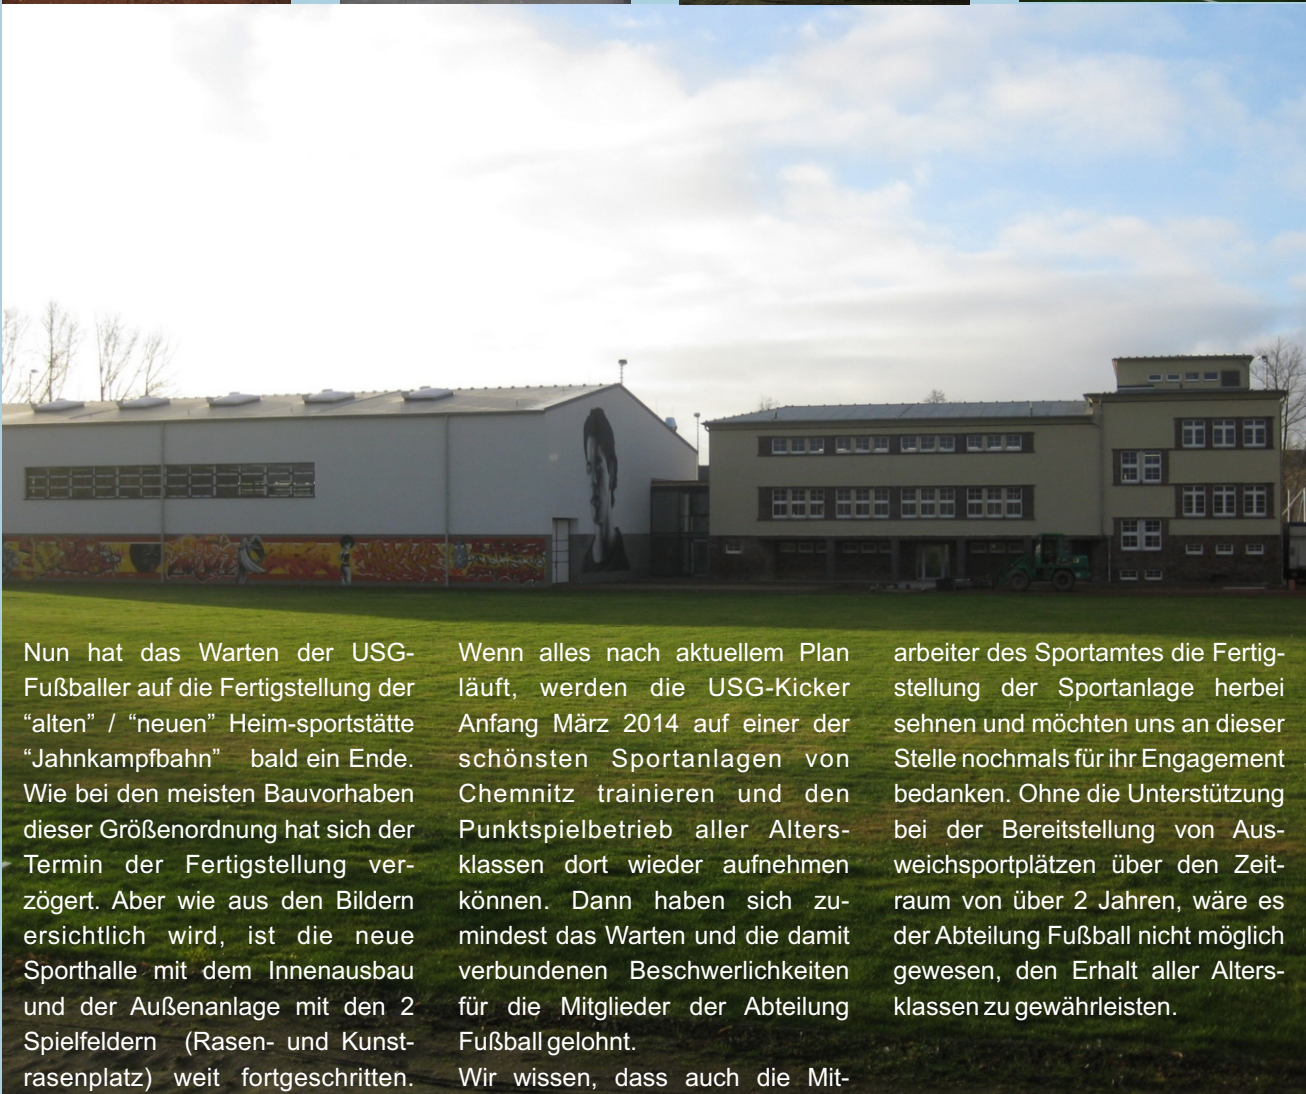 Nun hat das Warten der USG-
Fußballer auf die Fertigstellung der
“alten” / “neuen” Heim-sportstätte
“Jahnkampfbahn” bald ein Ende.
Wie bei den meisten Bauvorhaben
dieser Größenordnung hat sich der
Termin der Fertigstellung ver-
zögert. Aber wie aus den Bildern
ersichtlich wird, ist die neue
Sporthalle mit dem Innenausbau
und der Außenanlage mit den 2
Spielfeldern (Rasen- und Kunst-
rasenplatz) weit fortgeschritten.
Wenn alles nach aktuellem Plan
läuft, werden die USG-Kicker
Anfang März 2014 auf einer der
schönsten Sportanlagen von
Chemnitz trainieren und den
Punktspielbetrieb aller Alters-
klassen dort wieder aufnehmen
können. Dann haben sich zu-
mindest das Warten und die damit
verbundenen Beschwerlichkeiten
für die Mitglieder der Abteilung
Fußball gelohnt.
Wir wissen, dass auch die Mit-
arbeiter des Sportamtes die Fertig-
stellung der Sportanlage herbei
sehnen und möchten uns an dieser
Stelle nochmals für ihr Engagement
bedanken. Ohne die Unterstützung
bei der Bereitstellung von Aus-
weichsportplätzen über den Zeit-
raum von über 2 Jahren, wäre es
der Abteilung Fußball nicht möglich
gewesen, den Erhalt aller Alters-
klassen zu gewährleisten.